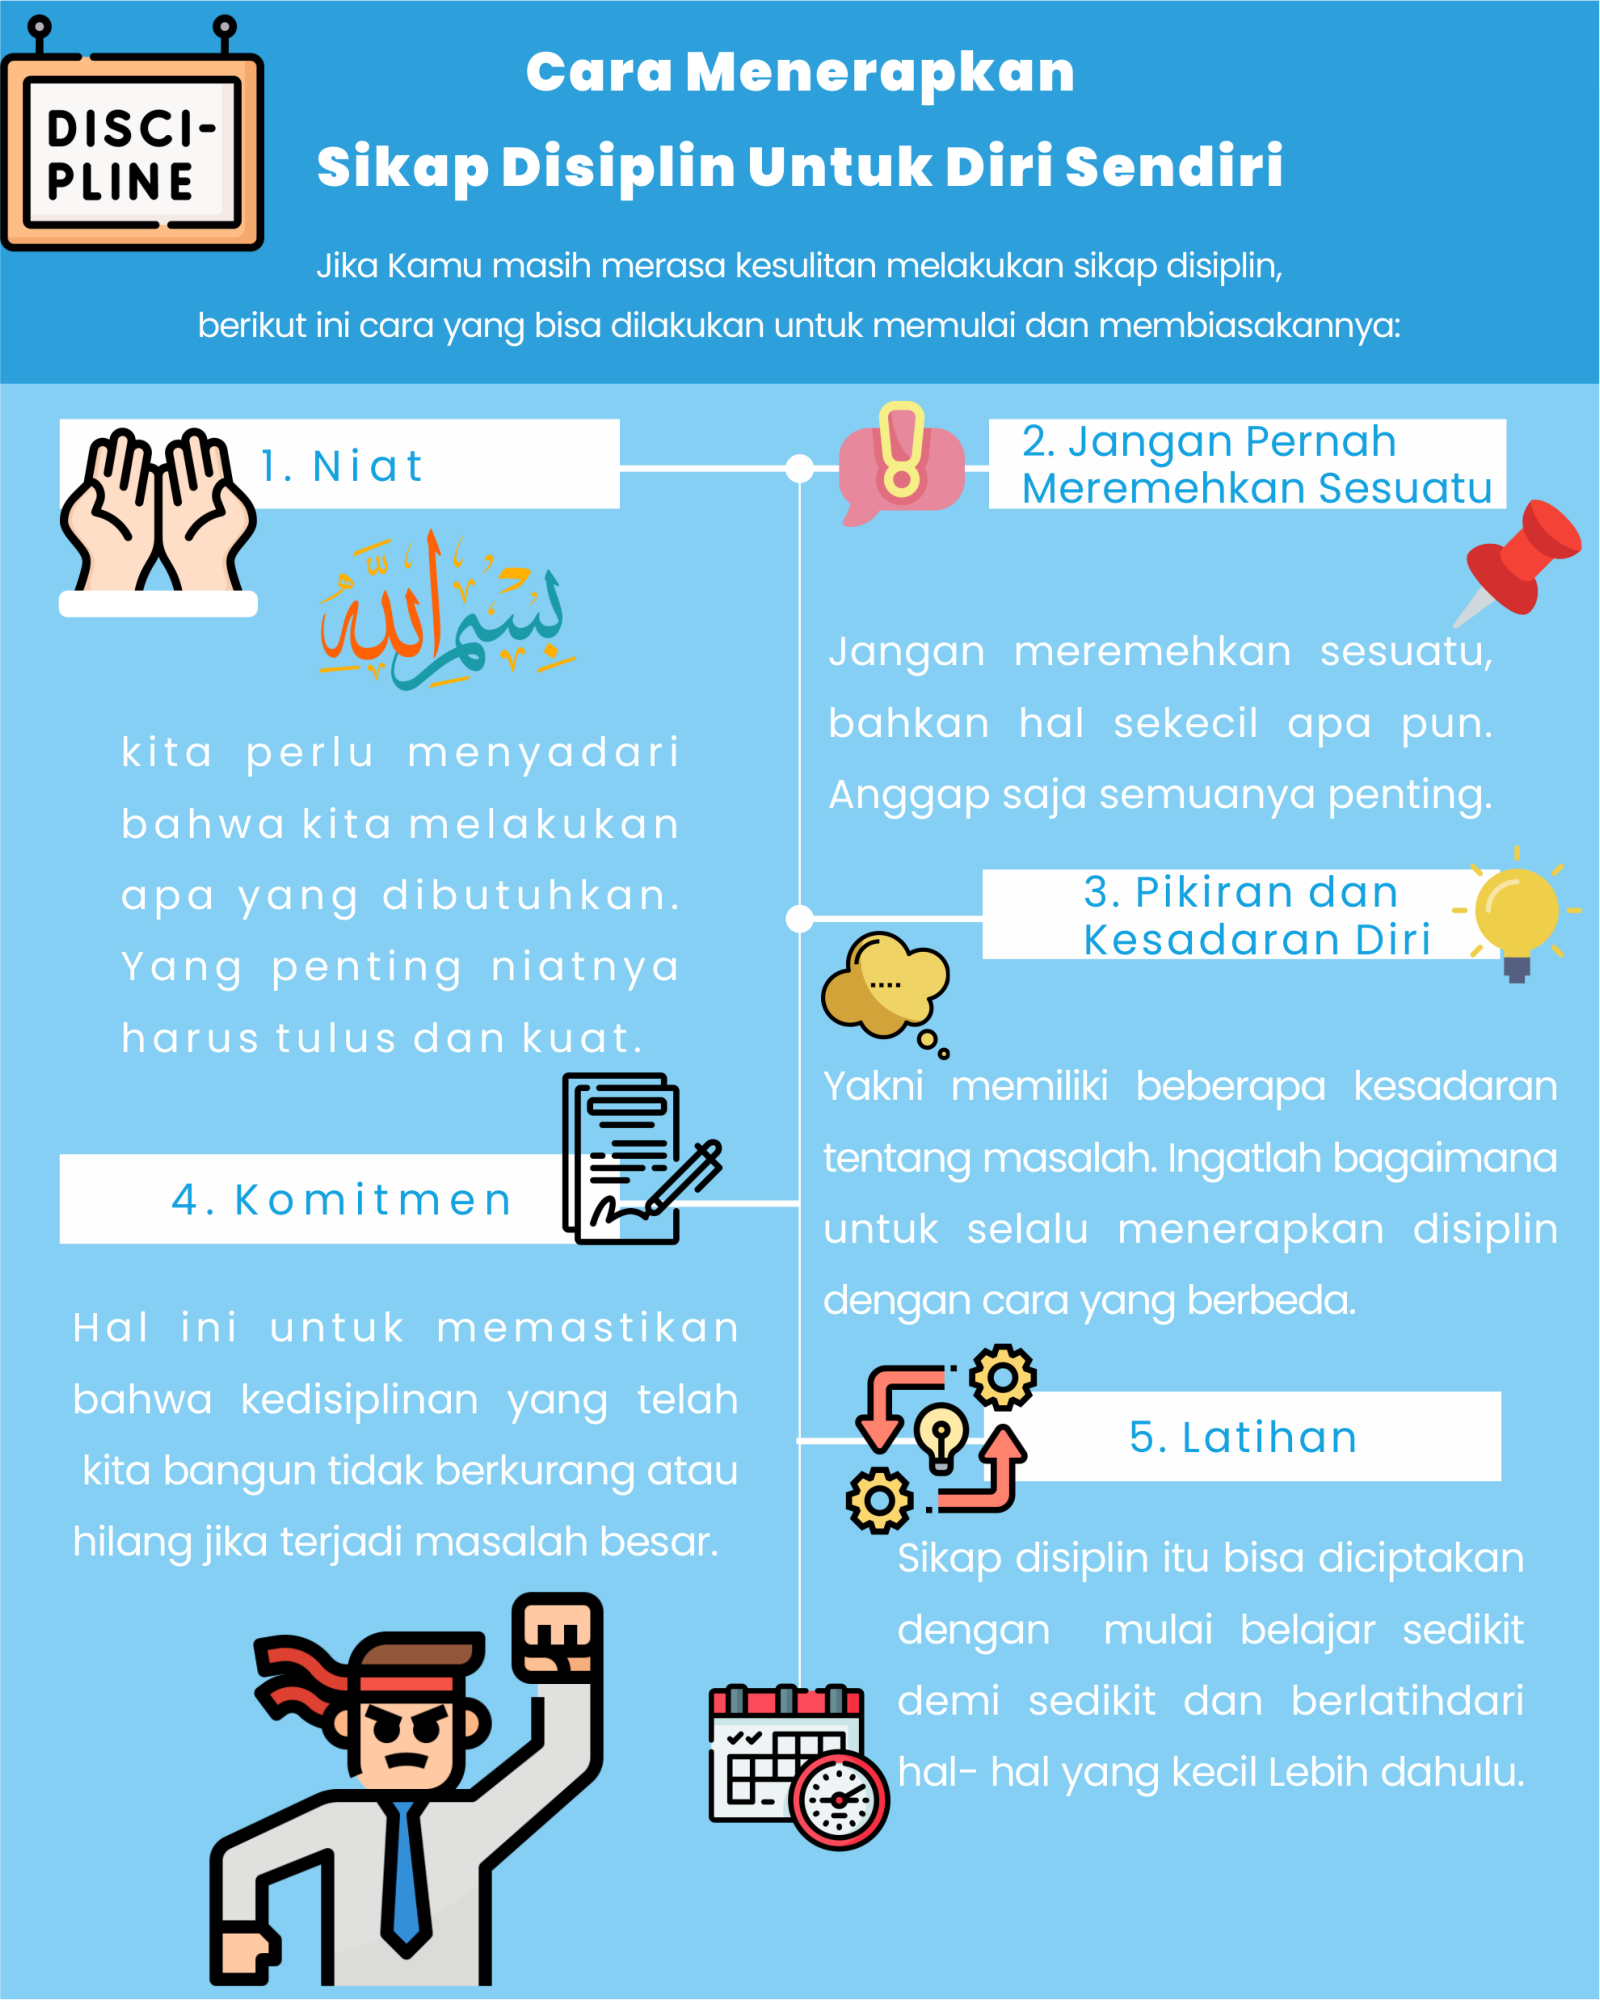 DISCI-
PLINE
Cara Menerapkan
Sikap Disiplin Untuk Diri Sendiri
Jika Kamu masih merasa kesulitan melakukan sikap disiplin,
berikut ini cara yang bisa dilakukan untuk memulai dan membiasakannya:
1. Niat
بِسْمِ اللَّهِ
kita perlu menyadari
bahwa kita melakukan
apa yang dibutuhkan.
Yang penting niatnya
harus tulus dan kuat.
2. Jangan Pernah
Meremehkan Sesuatu
Jangan meremehkan sesuatu,
bahkan hal sekecil apa pun.
Anggap saja semuanya penting.
3. Pikiran dan
Kesadaran Diri
Yakni memiliki beberapa kesadaran
tentang masalah. Ingatlah bagaimana
untuk selalu menerapkan disiplin
dengan cara yang berbeda.
4. Komitmen
Hal ini untuk memastikan
bahwa kedisiplinan yang telah
kita bangun tidak berkurang atau
hilang jika terjadi masalah besar.
5. Latihan
Sikap disiplin itu bisa diciptakan
dengan mulai belajar sedikit
demi sedikit dan berlatihdari
hal- hal yang kecil Lebih dahulu.